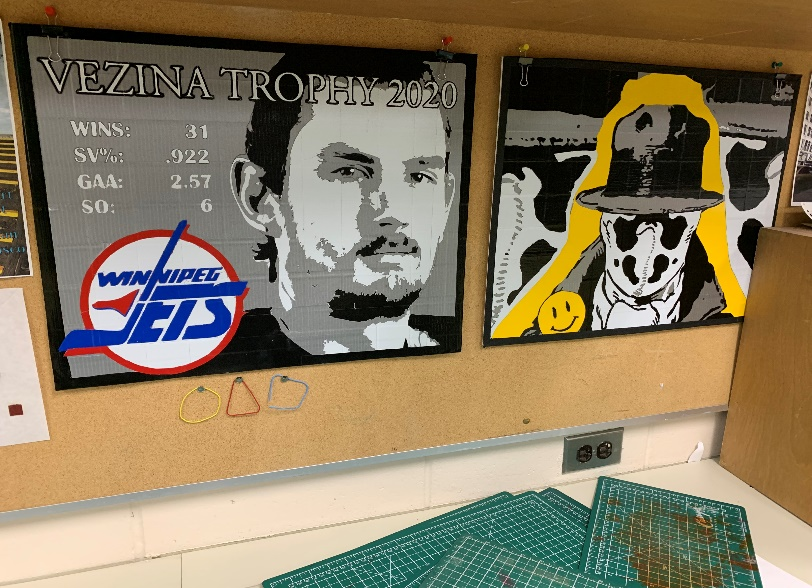 VEZINA TROPHY 2020
WINS: 31
SV%: .922
GAA: 2.57
SO: 6
WINNIPEG
JETS